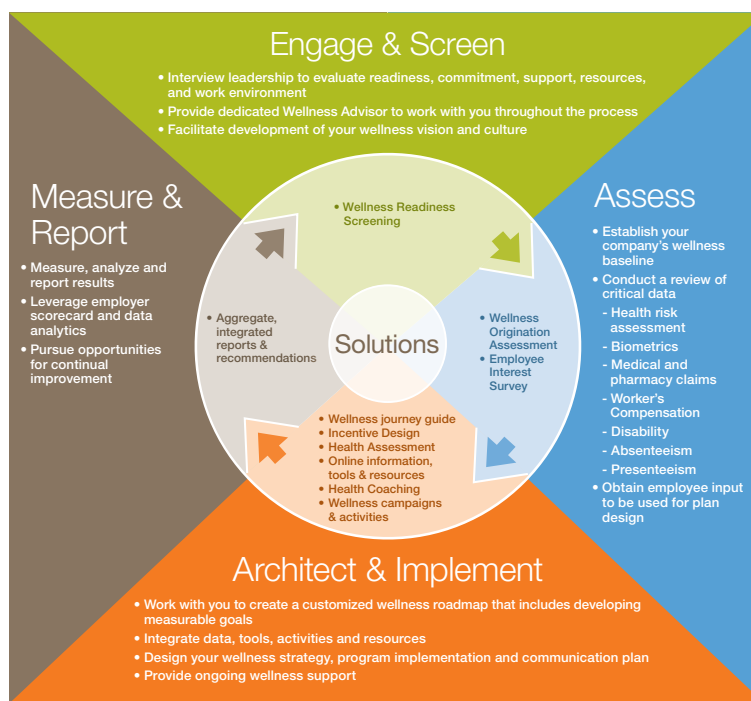 Engage & Screen
• Interview leadership to evaluate readiness, commitment, support, resources,
and work environment
• Provide dedicated Wellness Advisor to work with you throughout the process
• Facilitate development of your wellness vision and culture
Measure &
Report
• Measure, analyze and
report results
• Leverage employer
scorecard and data
analytics
• Pursue opportunities
for continual
improvement
• Wellness Readiness
Screening
• Aggregate,
integrated
reports &
recommendations
Solutions
• Wellness
Origination
Assessment
• Employee
Interest
Survey
• Wellness journey guide
• Incentive Design
• Health Assessment
• Online information,
tools & resources
• Health Coaching
• Wellness campaigns
& activities
Assess
• Establish your
company's wellness
baseline
• Conduct a review of
critical data
- Health risk
assessment
- Biometrics
- Medical and
pharmacy claims
- Worker's
Compensation
- Disability
- Absenteeism
- Presenteeism
• Obtain employee input
to be used for plan
design
Architect & Implement
• Work with you to create a customized wellness roadmap that includes developing
measurable goals
• Integrate data, tools, activities and resources
• Design your wellness strategy, program implementation and communication plan
• Provide ongoing wellness support